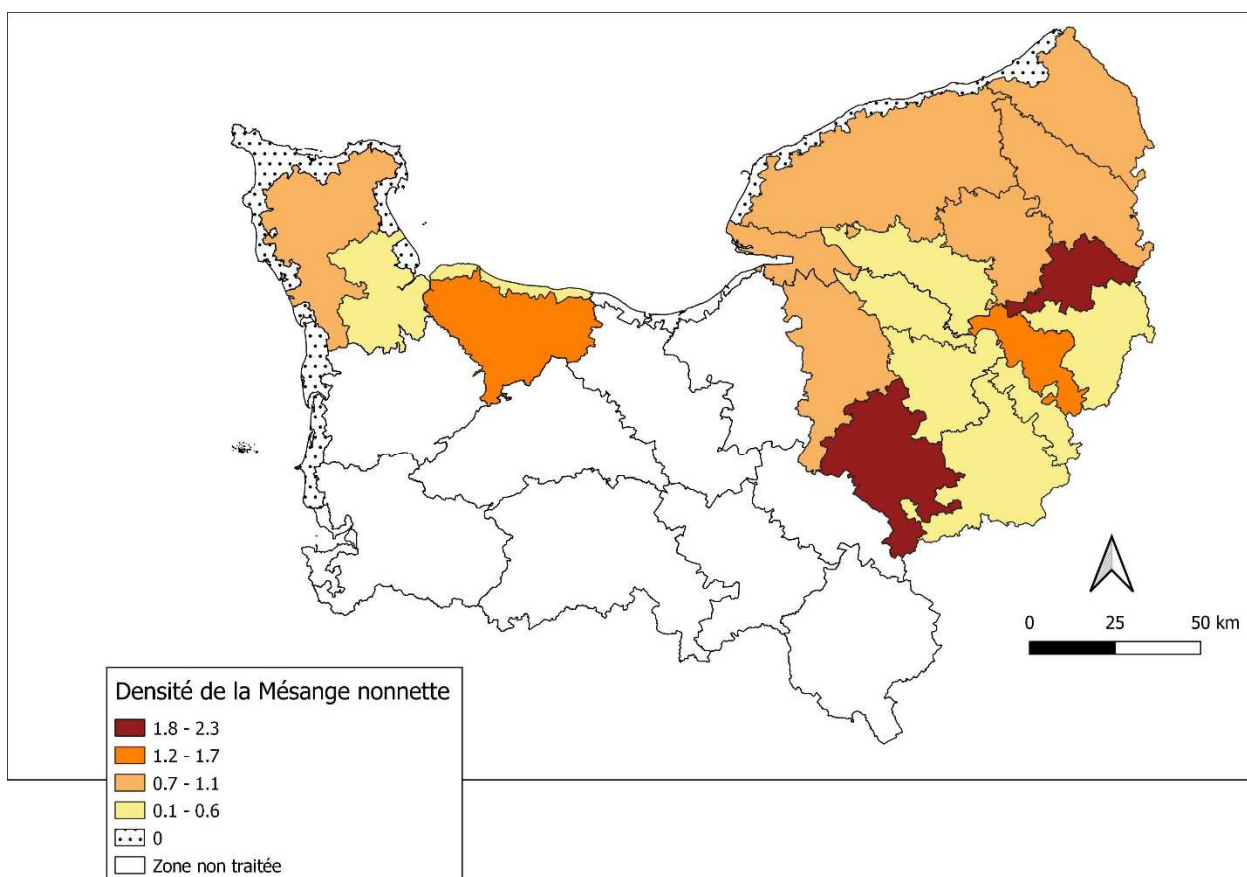 0 25 50 km
Densité de la Mésange nonnette
1.8 - 2.3
1.2 - 1.7
0.7 - 1.1
0.1 - 0.6
0
Zone non traitée